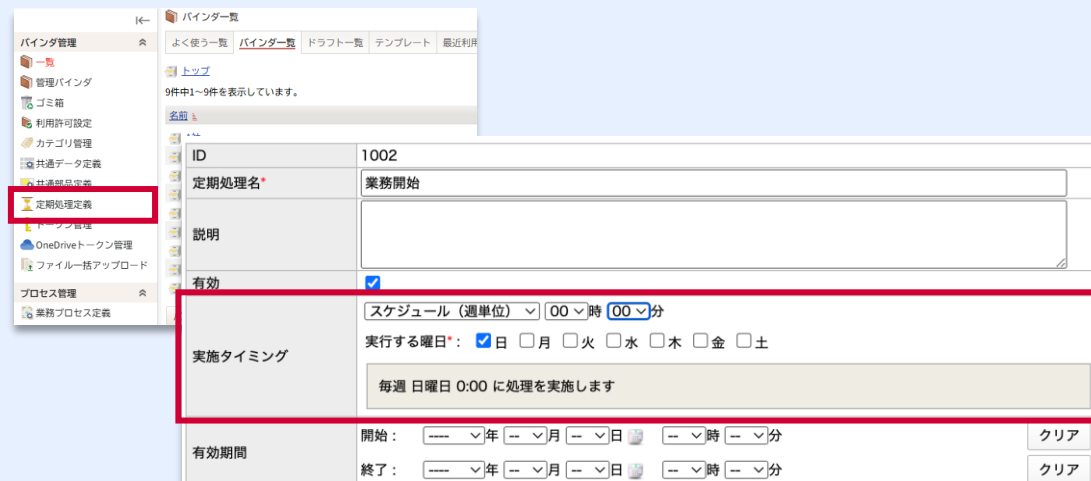 バインダ管理
一覧
管理バインダ
ゴミ箱
利用許可設定
カテゴリ管理
共通データ定義
共通部品定義
定期処理定義
トークン管理
OneDriveトークン管理
ファイル一括アップロード
プロセス管理
業務プロセス定義
バインダ一覧
よく使う一覧 バインダ一覧 ドラフト一覧 テンプレート 最近利用
トップ
9件中1~9件を表示しています。
名前
ID 1002
定期処理名* 業務開始
説明
有効
実施タイミング
スケジュール（週単位） 00 時 00 分
実行する曜日*： 日 月 火 水 木 金 土
毎週 日曜日 0:00 に処理を実施します
有効期間
開始： ---- 年 -- 月 -- 日 -- 時 -- 分 クリア
終了： ---- 年 -- 月 -- 日 -- 時 -- 分 クリア